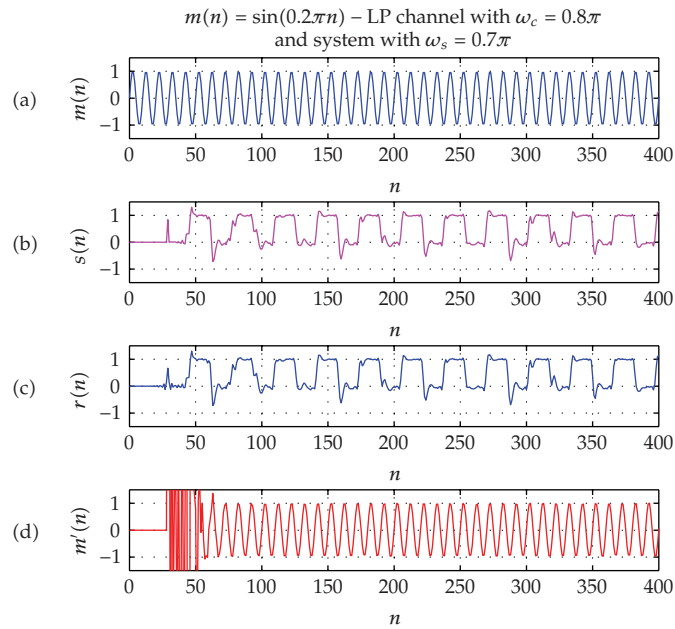 m(n) = sin(0.2πn) – LP channel with ω_c = 0.8π
and system with ω_s = 0.7π
(a)
m(n)
1
0
−1
0 50 100 150 200 250 300 350 400
n
(b)
s(n)
1
0
−1
0 50 100 150 200 250 300 350 400
n
(c)
r(n)
1
0
−1
0 50 100 150 200 250 300 350 400
n
(d)
m′(n)
1
0
−1
0 50 100 150 200 250 300 350 400
n